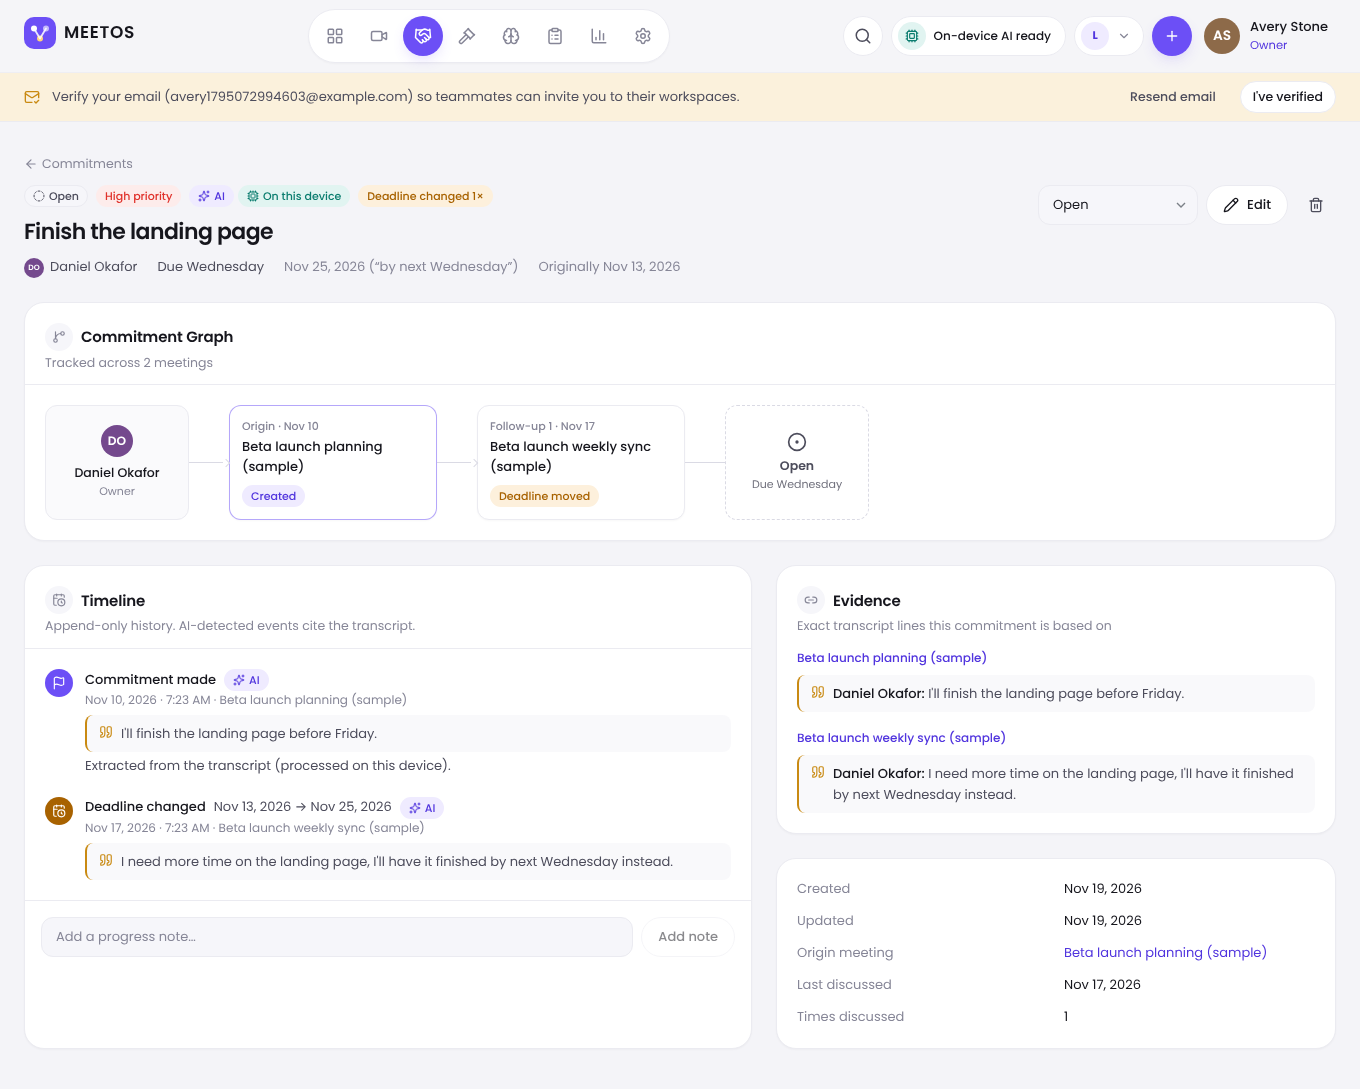 MEETOS
On-device AI ready
L
AS
Avery Stone
Owner
Verify your email (avery1795072994603@example.com) so teammates can invite you to their workspaces.
Resend email
I've verified
Commitments
Open
High priority
AI
On this device
Deadline changed 1×
Open
Edit
Finish the landing page
DO
Daniel Okafor
Due Wednesday
Nov 25, 2026 (“by next Wednesday”)
Originally Nov 13, 2026
Commitment Graph
Tracked across 2 meetings
DO
Daniel Okafor
Owner
Origin · Nov 10
Beta launch planning
(sample)
Created
Follow-up 1 · Nov 17
Beta launch weekly sync
(sample)
Deadline moved
Open
Due Wednesday
Timeline
Append-only history. AI-detected events cite the transcript.
Commitment made
AI
Nov 10, 2026 · 7:23 AM · Beta launch planning (sample)
I'll finish the landing page before Friday.
Extracted from the transcript (processed on this device).
Deadline changed
Nov 13, 2026 → Nov 25, 2026
AI
Nov 17, 2026 · 7:23 AM · Beta launch weekly sync (sample)
I need more time on the landing page, I'll have it finished by next Wednesday instead.
Add a progress note…
Add note
Evidence
Exact transcript lines this commitment is based on
Beta launch planning (sample)
Daniel Okafor: I'll finish the landing page before Friday.
Beta launch weekly sync (sample)
Daniel Okafor: I need more time on the landing page, I'll have it finished
by next Wednesday instead.
Created
Nov 19, 2026
Updated
Nov 19, 2026
Origin meeting
Beta launch planning (sample)
Last discussed
Nov 17, 2026
Times discussed
1